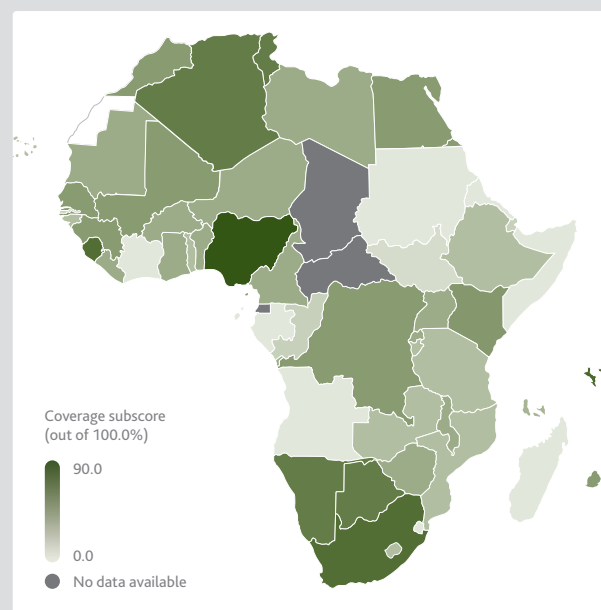 Coverage subscore
(out of 100.0%)
90.0
0.0
No data available